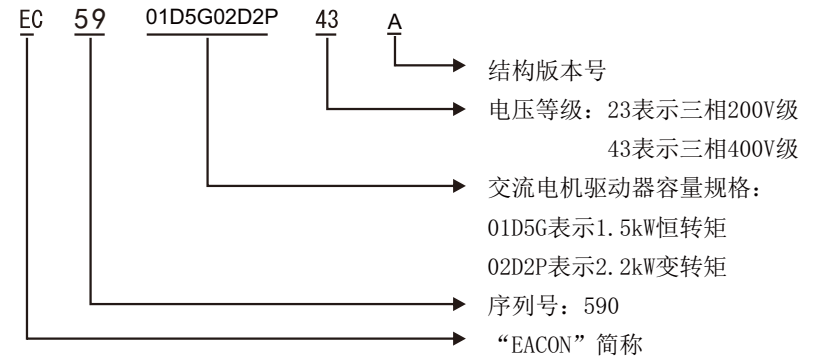 EC 59 01D5G02D2P 43 A
结构版本号
电压等级：23表示三相200V级
43表示三相400V级
交流电机驱动器容量规格：
01D5G表示1.5kW恒转矩
02D2P表示2.2kW变转矩
序列号：590
“EACON”简称